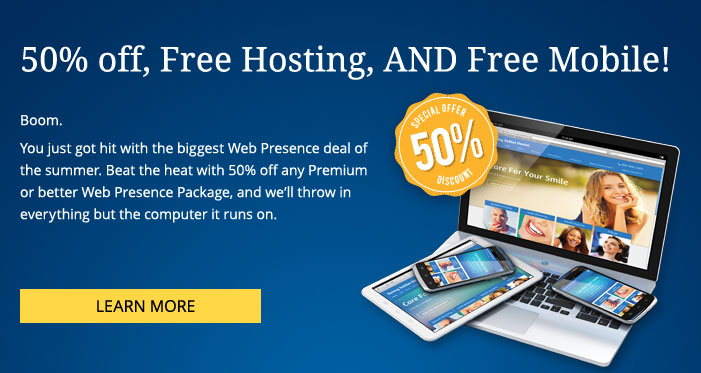 50% off, Free Hosting, AND Free Mobile!
Boom.
You just got hit with the biggest Web Presence deal of
the summer. Beat the heat with 50% off any Premium
or better Web Presence Package, and we’ll throw in
everything but the computer it runs on.
LEARN MORE
SPECIAL OFFER
50%
DISCOUNT
Care For Your Smile